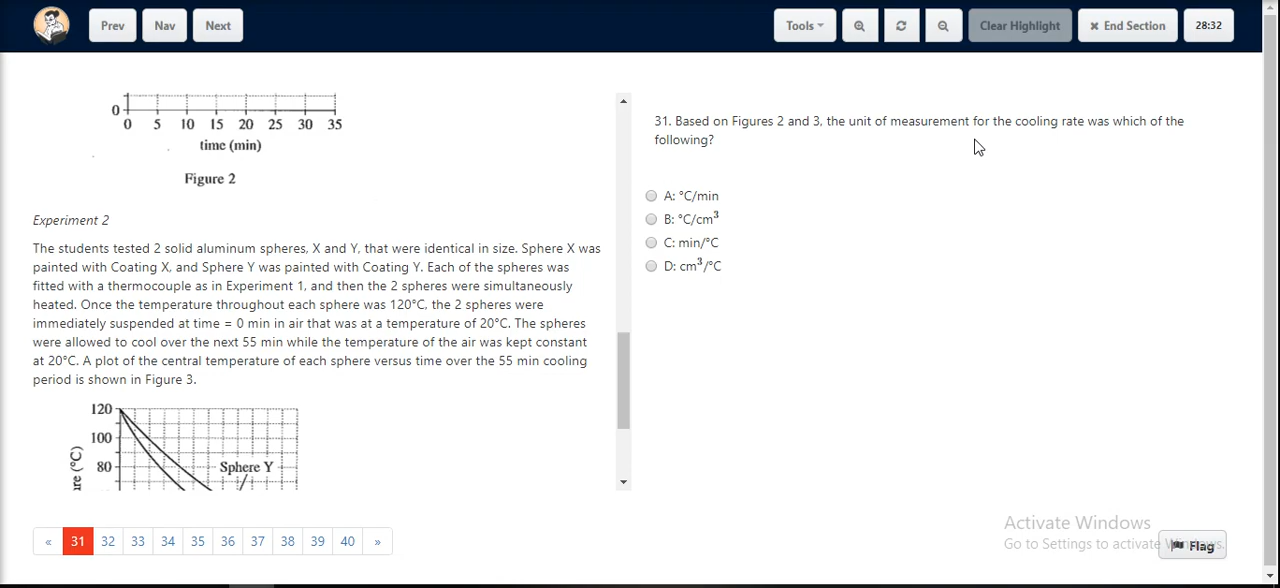 Prev Nav Next Tools Clear Highlight × End Section 28:32
0
0 5 10 15 20 25 30 35
time (min)
Figure 2
Experiment 2
The students tested 2 solid aluminum spheres, X and Y, that were identical in size. Sphere X was
painted with Coating X, and Sphere Y was painted with Coating Y. Each of the spheres was
fitted with a thermocouple as in Experiment 1, and then the 2 spheres were simultaneously
heated. Once the temperature throughout each sphere was 120°C, the 2 spheres were
immediately suspended at time = 0 min in air that was at a temperature of 20°C. The spheres
were allowed to cool over the next 55 min while the temperature of the air was kept constant
at 20°C. A plot of the central temperature of each sphere versus time over the 55 min cooling
period is shown in Figure 3.
120
100
80
re (°C)
Sphere Y
31. Based on Figures 2 and 3, the unit of measurement for the cooling rate was which of the
following?
A: °C/min
B: °C/cm³
C: min/°C
D: cm³/°C
« 31 32 33 34 35 36 37 38 39 40 »
Activate Windows
Go to Settings to activate
Flag